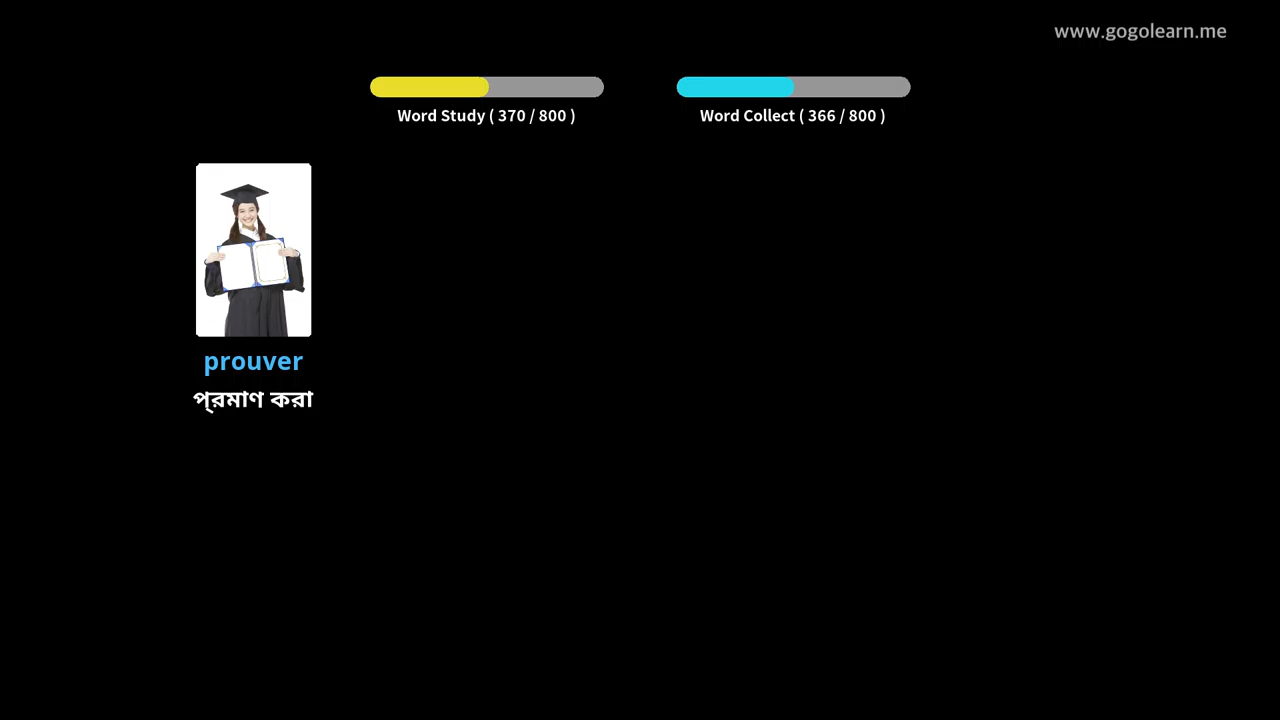 www.gogolearn.me
Word Study ( 370 / 800 )
Word Collect ( 366 / 800 )
prouver
প্রমাণ করা